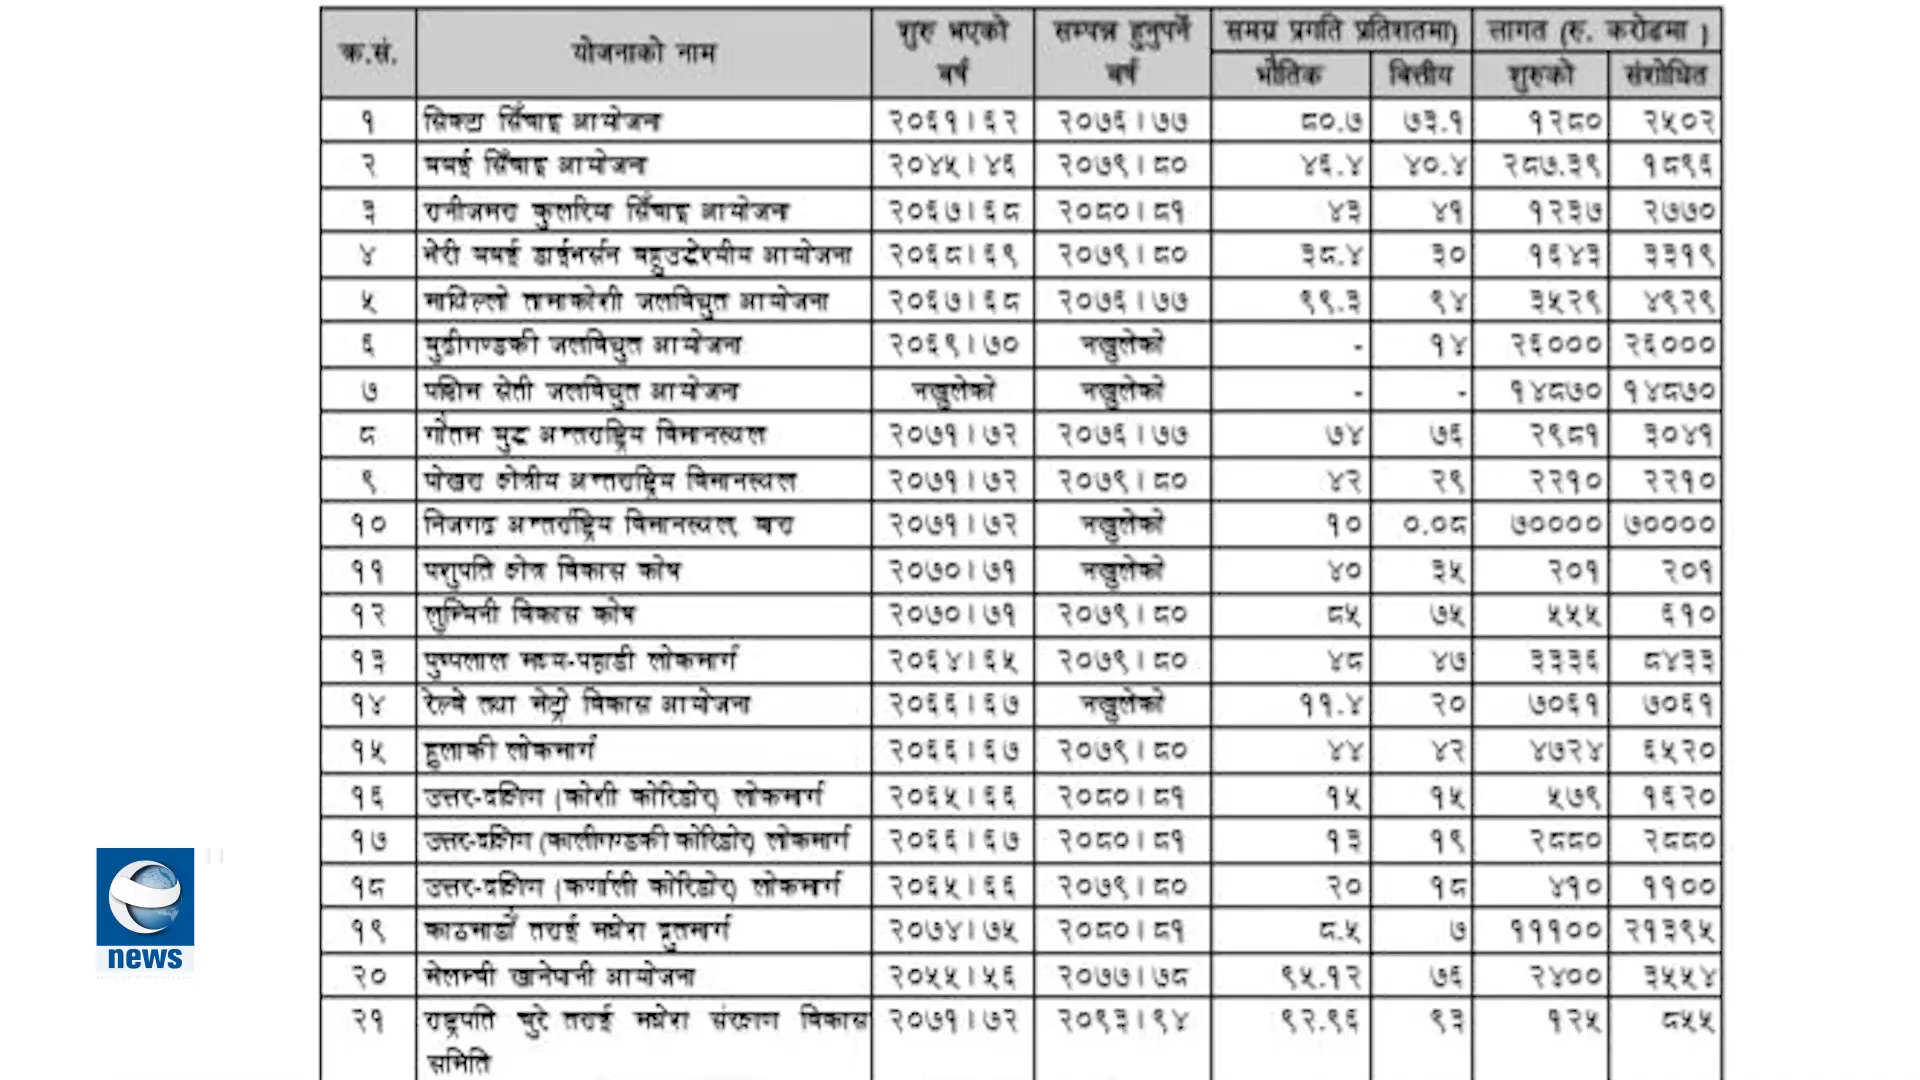 क्र.सं. योजनाको नाम शुरु भएको वर्ष सम्पन्न हुनुपर्ने वर्ष समग्र प्रगति प्रतिशतमा) लागत (रु. करोडमा )
भौतिक वित्तीय शुरुको संशोधित
१ सिक्टा सिँचाइ आयोजना २०६१।६२ २०७६।७७ ८०.७ ७३.१ १२८० २५०२
२ बबई सिँचाइ आयोजना २०४५।४६ २०७९।८० ४६.४ ४०.४ २८७.३९ १८९६
३ रानीजमरा कुलरिया सिँचाइ आयोजना २०६७।६८ २०८०।८१ ४३ ४१ १२३७ २७७०
४ भेरी बबई डाईभर्सन बहुउद्देश्यीय आयोजना २०६८।६९ २०७९।८० ३८.४ ३० १६४३ ३३१९
५ माथिल्लो तामाकोशी जलविद्युत आयोजना २०६७।६८ २०७६।७७ ९९.३ ९४ ३५२९ ४९२९
६ बुढीगण्डकी जलविद्युत आयोजना २०६९।७० नखुलेको - १४ २६००० २६०००
७ पश्चिम सेती जलविद्युत आयोजना नखुलेको नखुलेको - - १४८७० १४८७०
८ गौतम बुद्ध अन्तराष्ट्रिय विमानस्थल २०७१।७२ २०७६।७७ ७४ ७६ २९८१ ३०४१
९ पोखरा क्षेत्रीय अन्तराष्ट्रिय विमानस्थल २०७१।७२ २०७९।८० ४२ २९ २२१० २२१०
१० निजगढ अन्तर्राष्ट्रिय विमानस्थल, बारा २०७१।७२ नखुलेको १० ०.०८ ७०००० ७००००
११ पशुपति क्षेत्र विकास कोष २०७०।७१ नखुलेको ४० ३५ २०१ २०१
१२ लुम्बिनी विकास कोष २०७०।७१ २०७९।८० ८५ ७५ ५५५ ६१०
१३ पुष्पलाल मध्य-पहाडी लोकमार्ग २०६४।६५ २०७९।८० ४८ ४७ ३३३६ ८४३३
१४ रेल्वे तथा मेट्रो विकास आयोजना २०६६।६७ नखुलेको ११.४ २० ७०६१ ७०६१
१५ हुलाकी लोकमार्ग २०६६।६७ २०७९।८० ४४ ४२ ४७२४ ६५२०
१६ उत्तर-दक्षिण (कोशी कोरिडोर) लोकमार्ग २०६५।६६ २०८०।८१ १५ १५ ५७९ १६२०
१७ उत्तर-दक्षिण (कालीगण्डकी कोरिडोर) लोकमार्ग २०६६।६७ २०८०।८१ १३ १९ २८८० २८८०
१८ उत्तर-दक्षिण (कर्णाली कोरिडोर) लोकमार्ग २०६५।६६ २०७९।८० २० १८ ४१० ११००
१९ काठमाडौँ तराई मधेश द्रुतमार्ग २०७४।७५ २०८०।८१ ८.५ ७ १११०० २१३९५
२० मेलम्ची खानेपानी आयोजना २०५५।५६ २०७७।७८ ९५.१२ ७६ २४०० ३५५४
२१ राष्ट्रपति चुरे तराई मधेश संरक्षण विकास २०७१।७२ २०९३।९४ ९२.९६ ९३ १२५ ८५५
समिति
news